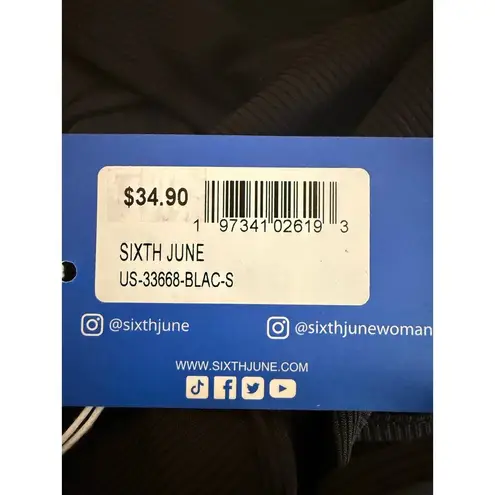 $34.90
1 97341 02619 3
SIXTH JUNE
US-33668-BLAC-S
@sixthjune
@sixthjunewoman
WWW.SIXTHJUNE.COM